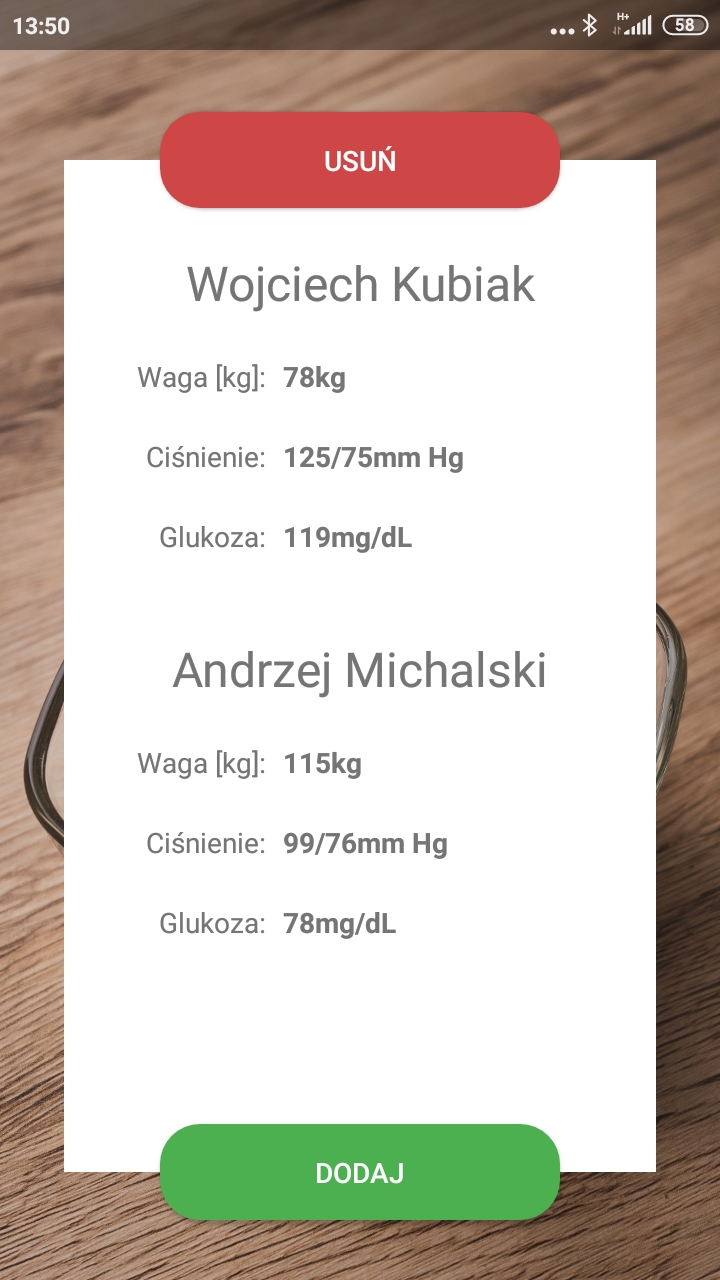 13:50
H+
58
USUŃ
Wojciech Kubiak
Waga [kg]: 78kg
Ciśnienie: 125/75mm Hg
Glukoza: 119mg/dL
Andrzej Michalski
Waga [kg]: 115kg
Ciśnienie: 99/76mm Hg
Glukoza: 78mg/dL
DODAJ